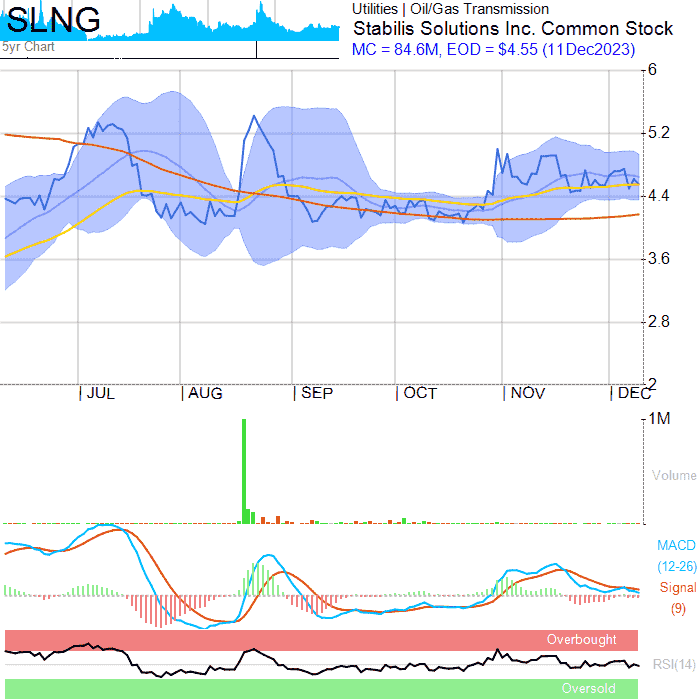 SLNG
5yr Chart
Utilities | Oil/Gas Transmission
Stabilis Solutions Inc. Common Stock
MC = 84.6M, EOD = $4.55 (11Dec2023)
6
5.2
4.4
3.6
2.8
2
JUL
AUG
SEP
OCT
NOV
DEC
1M
Volume
MACD
(12-26)
Signal
(9)
Overbought
RSI(14)
Oversold